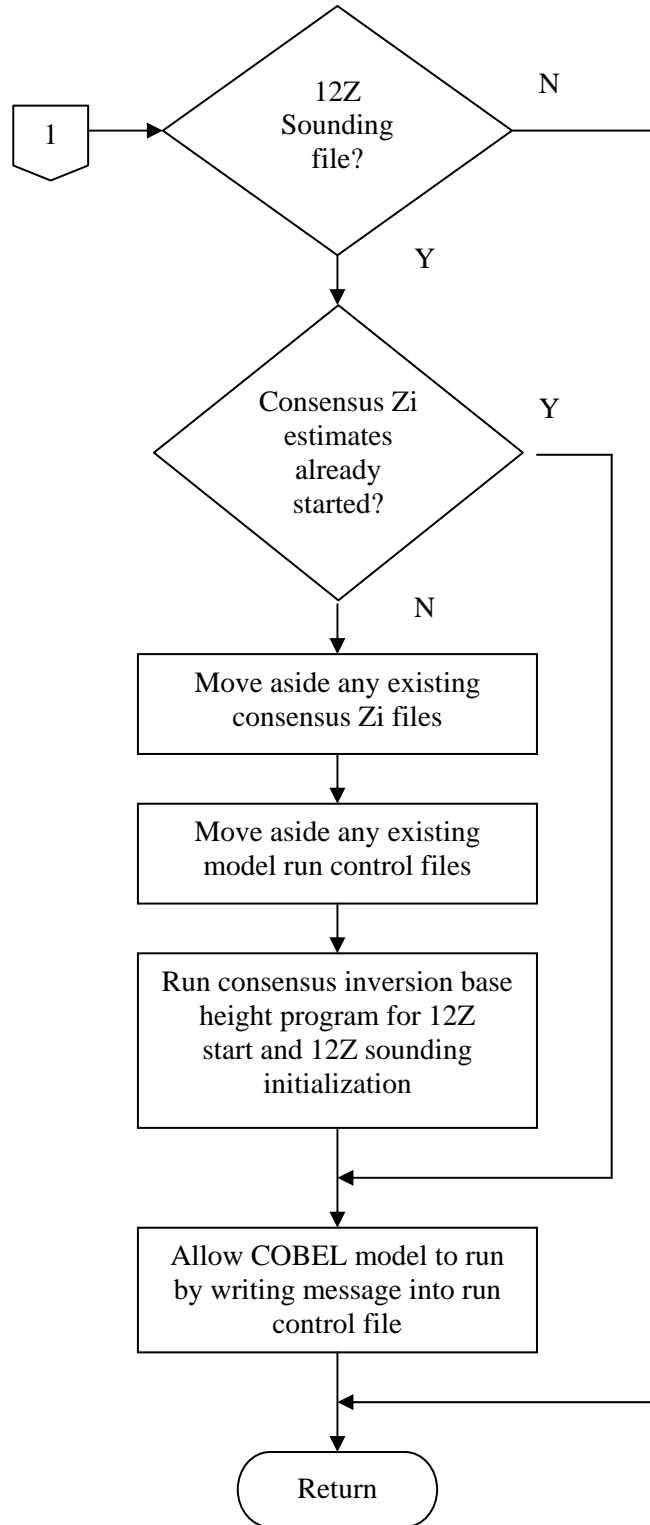 12Z
N
1
Sounding
file?
Y
Consensus Zi
Y
estimates
already
started?
N
Move aside any existing
consensus Zi files
Move aside any existing
model run control files
Run consensus inversion base
height program for 12Z
start and 12Z sounding
initialization
Allow COBEL model to run
by writing message into run
control file
Return